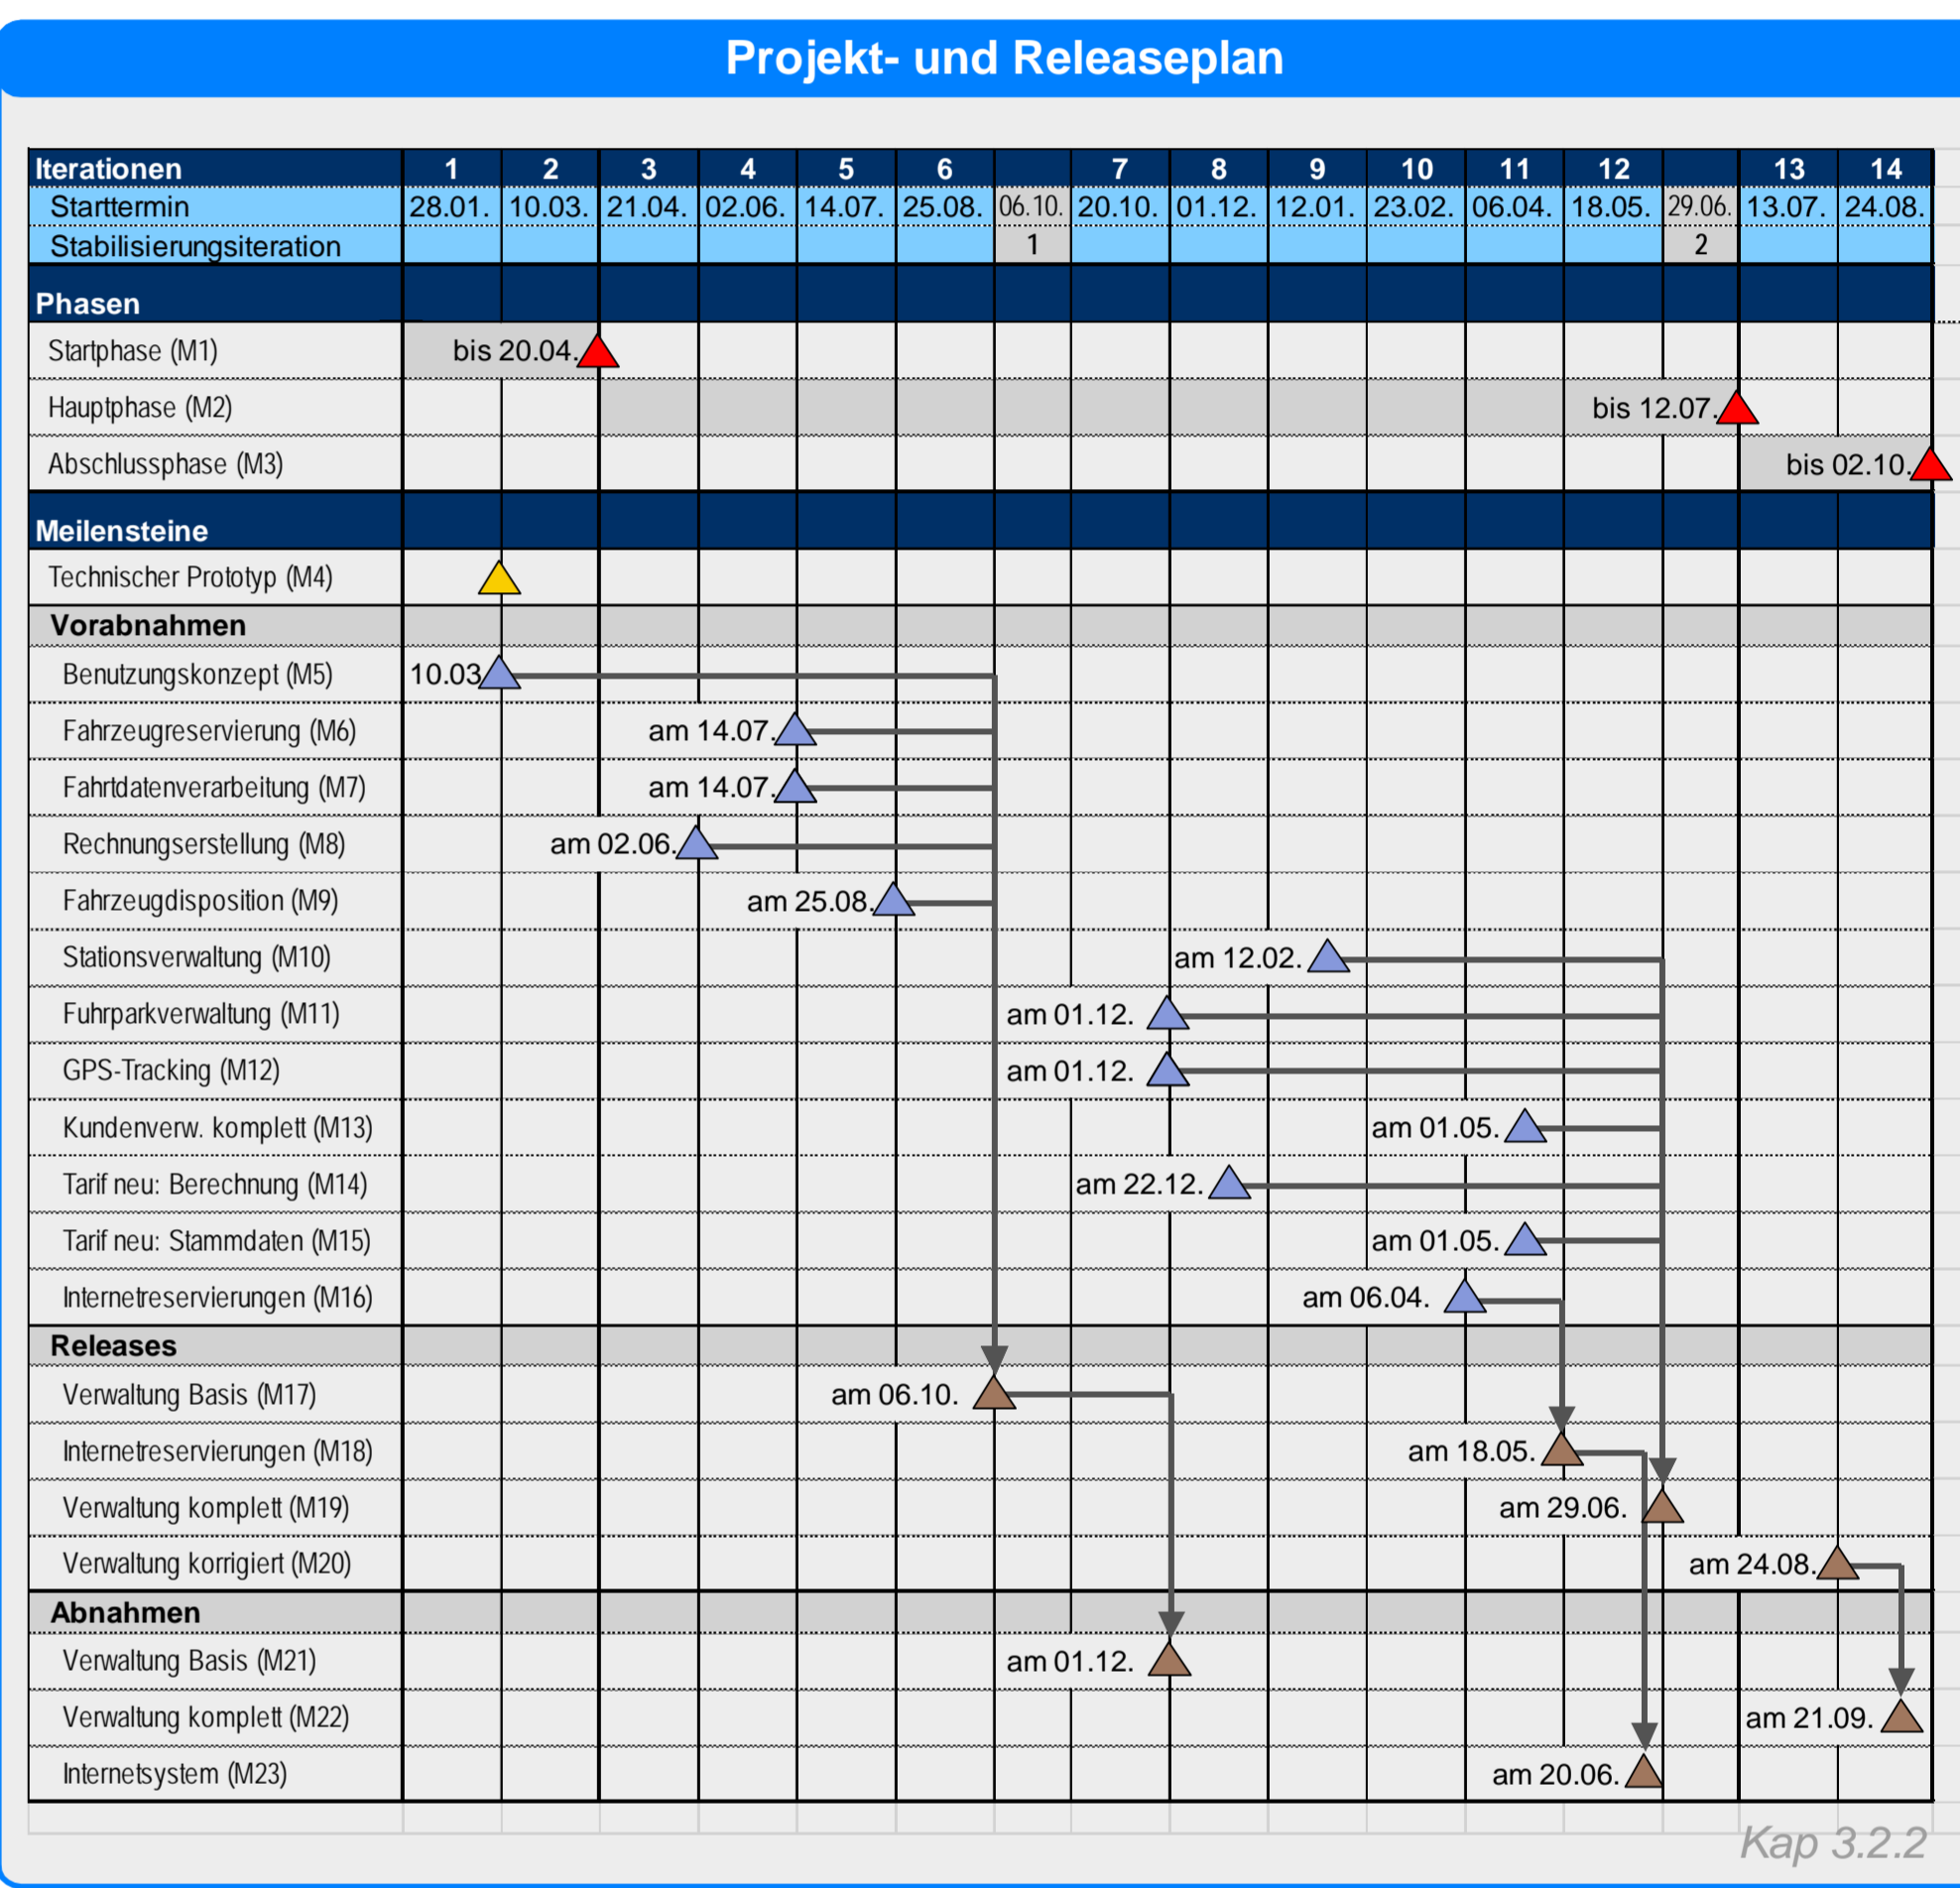 Projekt- und Releaseplan
Iterationen 1 2 3 4 5 6 7 8 9 10 11 12 13 14
Starttermin 28.01. 10.03. 21.04. 02.06. 14.07. 25.08. 06.10. 20.10. 01.12. 12.01. 23.02. 06.04. 18.05. 29.06. 13.07. 24.08.
Stabilisierungsiteration 1 2
Phasen
Startphase (M1) bis 20.04.
Hauptphase (M2) bis 12.07.
Abschlussphase (M3) bis 02.10.
Meilensteine
Technischer Prototyp (M4)
Vorabnahmen
Benutzungskonzept (M5) 10.03
Fahrzeugreservierung (M6) am 14.07.
Fahrtdatenverarbeitung (M7) am 14.07.
Rechnungserstellung (M8) am 02.06.
Fahrzeugdisposition (M9) am 25.08.
Stationsverwaltung (M10) am 12.02.
Fuhrparkverwaltung (M11) am 01.12.
GPS-Tracking (M12) am 01.12.
Kundenverw. komplett (M13) am 01.05.
Tarif neu: Berechnung (M14) am 22.12.
Tarif neu: Stammdaten (M15) am 01.05.
Internetreservierungen (M16) am 06.04.
Releases
Verwaltung Basis (M17) am 06.10.
Internetreservierungen (M18) am 18.05.
Verwaltung komplett (M19) am 29.06.
Verwaltung korrigiert (M20) am 24.08.
Abnahmen
Verwaltung Basis (M21) am 01.12.
Verwaltung komplett (M22) am 21.09.
Internetsystem (M23) am 20.06.
Kap 3.2.2